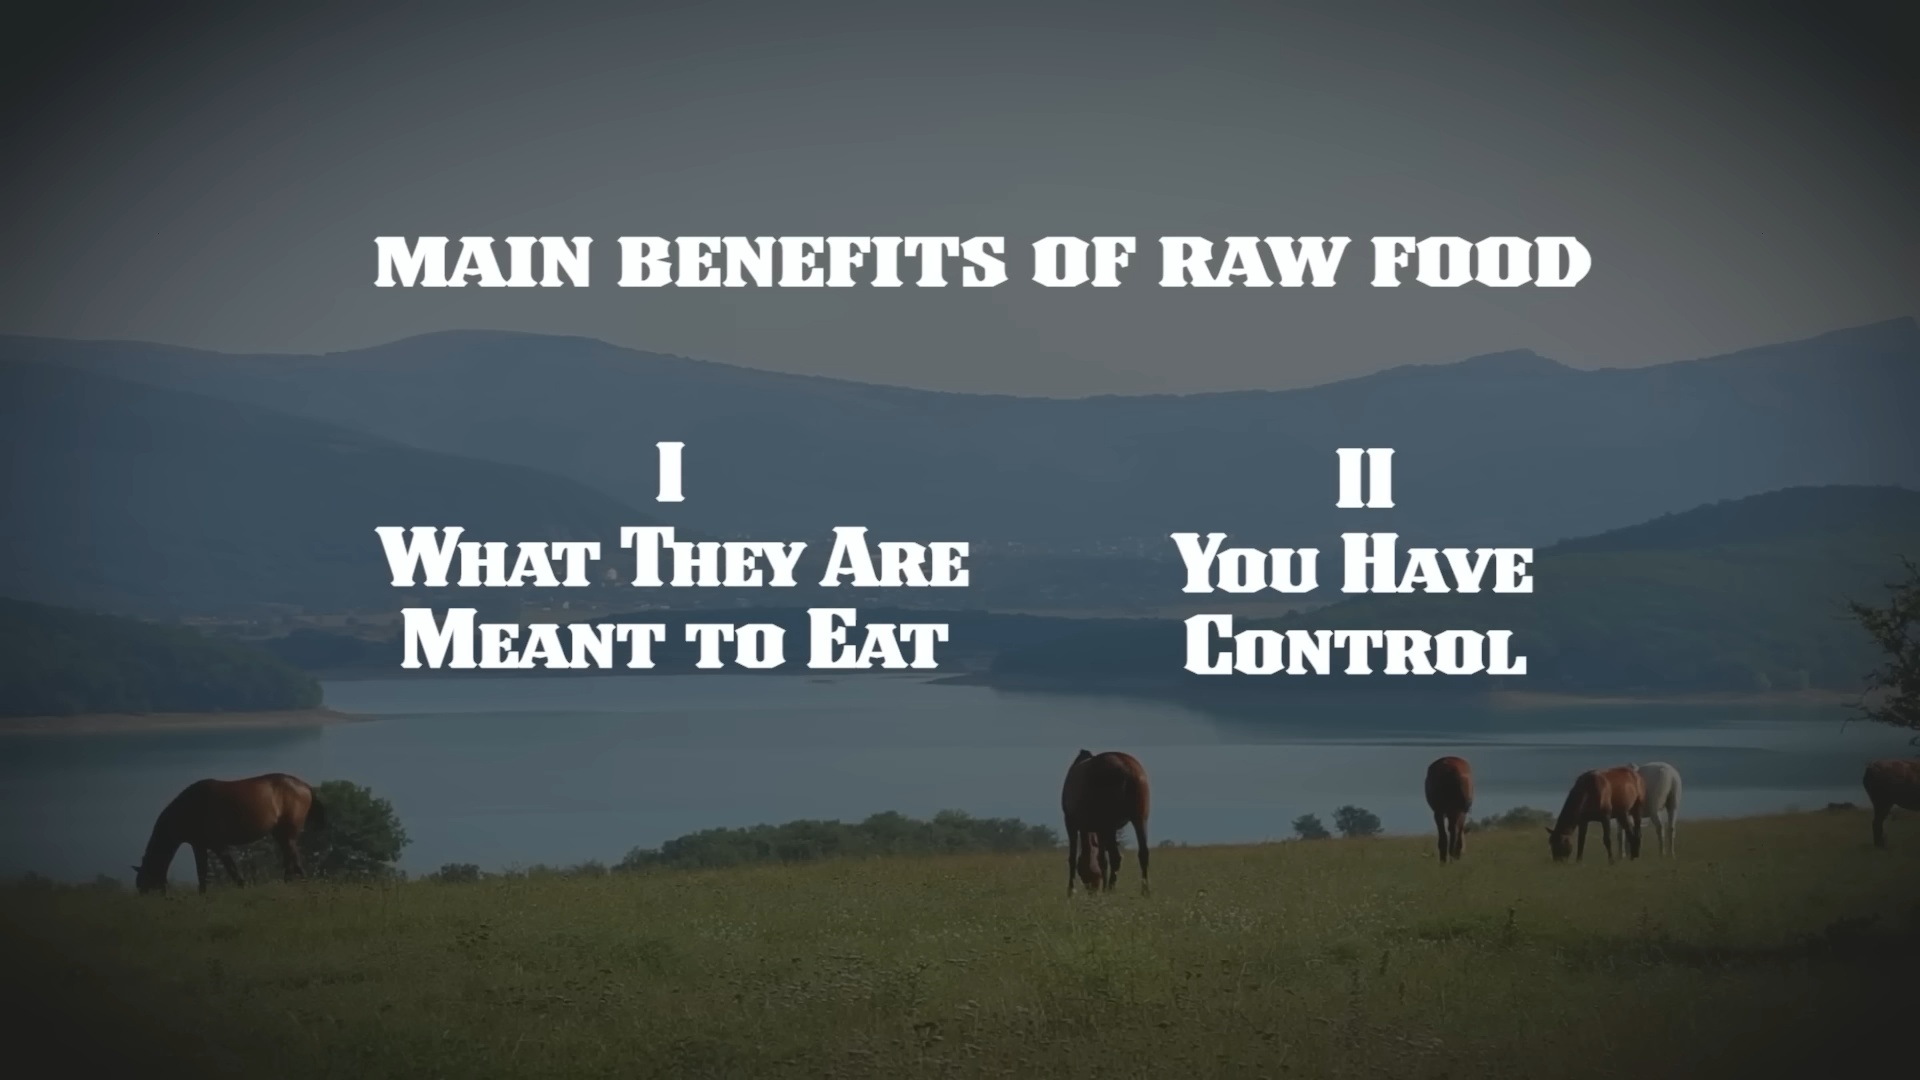 MAIN BENEFITS OF RAW FOOD
I
WHAT THEY ARE
MEANT TO EAT
II
YOU HAVE
CONTROL